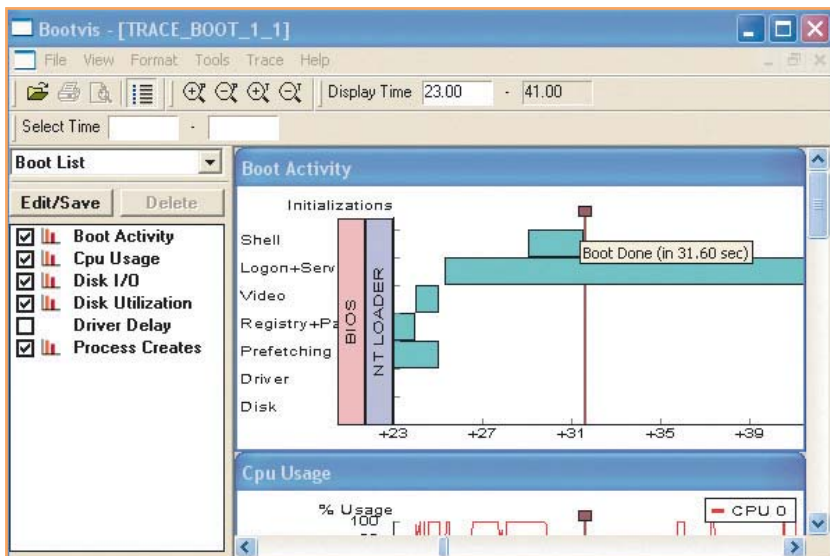 Bootvis - [TRACE_BOOT_1_1]
File View Format Tools Trace Help
Display Time 23.00 - 41.00
Select Time -
Boot List
Edit/Save Delete
Boot Activity
Cpu Usage
Disk I/O
Disk Utilization
Driver Delay
Process Creates
Boot Activity
Initializations
Shell
Logon+Serv
Video
Registry+Pa
Prefetching
Driver
Disk
BIOS
NT LOADER
Boot Done (in 31.60 sec)
+23 +27 +31 +35 +39
Cpu Usage
% Usage
100
CPU 0